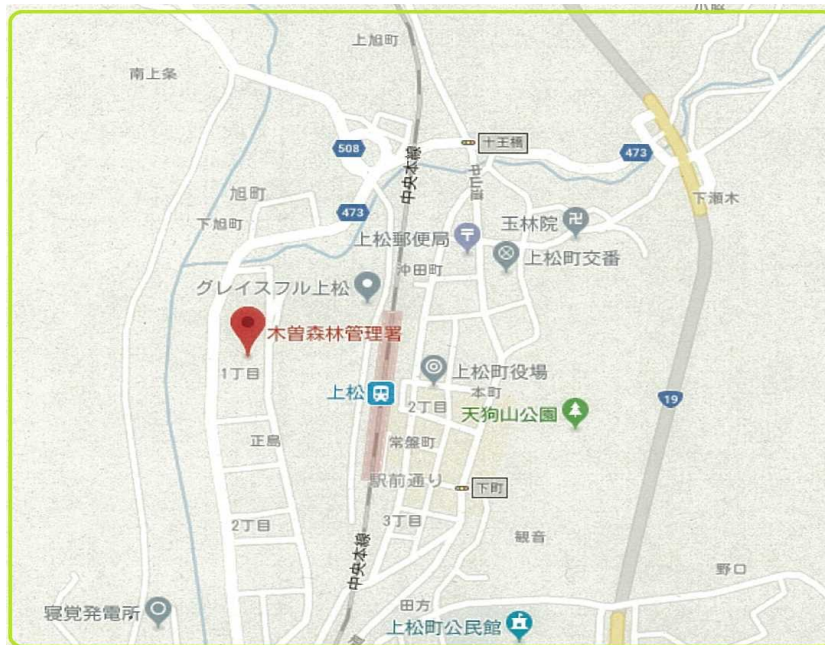 上旭町
南上条
508
中央本線
十王橋
473
中山道
旭町
下瀬木
473
下旭町
玉林院
上松郵便局
上松町交番
沖田町
グレイスフル上松
木曽森林管理署
1丁目
上松町役場
上松
本町
19
2丁目
天狗山公園
正島
常盤町
駅前通り
下町
3丁目
2丁目
観音
中央本線
野口
田方
寝覚発電所
上松町公民館